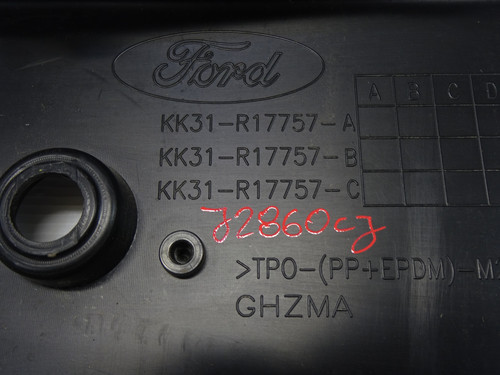 Ford
A B C D
KK31-R17757-A
KK31-R17757-B
KK31-R17757-C
J2860cj
>TPO-(PP+EPDM)-M
GHZMA